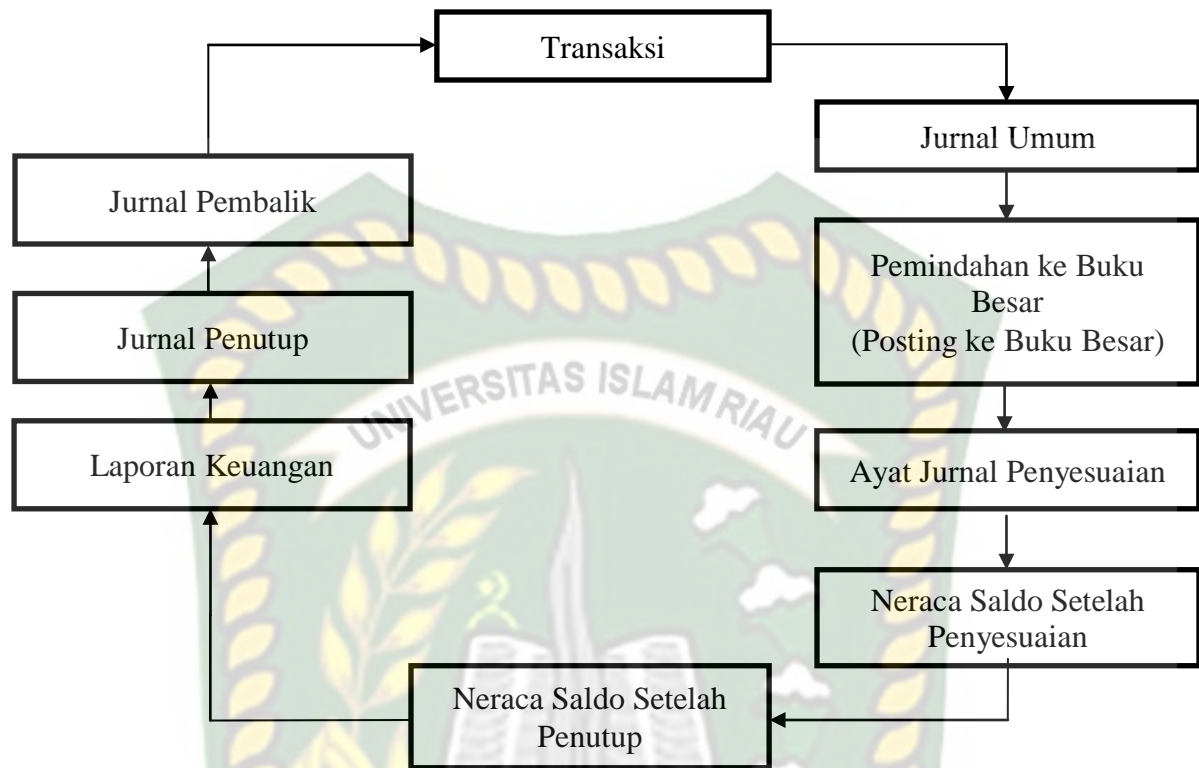 Transaksi
Jurnal Umum
Pemindahan ke Buku
Besar
(Posting ke Buku Besar)
Ayat Jurnal Penyesuaian
Neraca Saldo Setelah
Penyesuaian
Neraca Saldo Setelah
Penutup
Laporan Keuangan
Jurnal Penutup
Jurnal Pembalik
UNIVERSITAS ISLAM RIAU